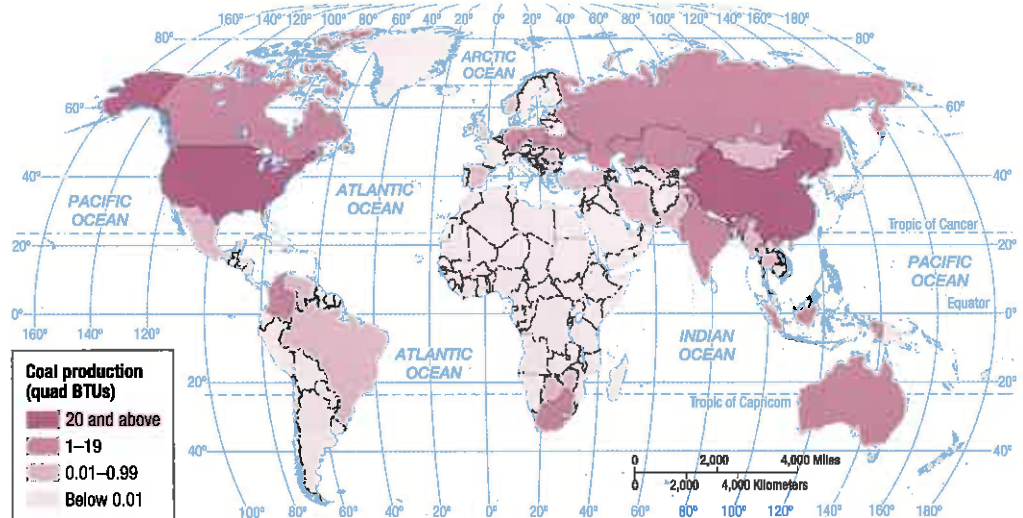 160° 140° 120° 100° 80° 60° 40° 20° 0° 20° 40° 60° 80° 100° 120° 140° 160° 180°
80° 80°
ARCTIC
OCEAN
60° 60°
40° 40°
PACIFIC
OCEAN
ATLANTIC
OCEAN
Tropic of Cancer
20° 20°
PACIFIC
OCEAN
Equator
0° 0°
160° 140° 120°
ATLANTIC
OCEAN
INDIAN
OCEAN
20° 20°
Tropic of Capricorn
40° 40°
0 2,000 4,000 Miles
0 2,000 4,000 Kilometers
100° 80° 60° 40° 20° 0° 20° 40° 60° 80° 100° 120° 140° 160° 180°
Coal production
(quad BTUs)
20 and above
1–19
0.01–0.99
Below 0.01